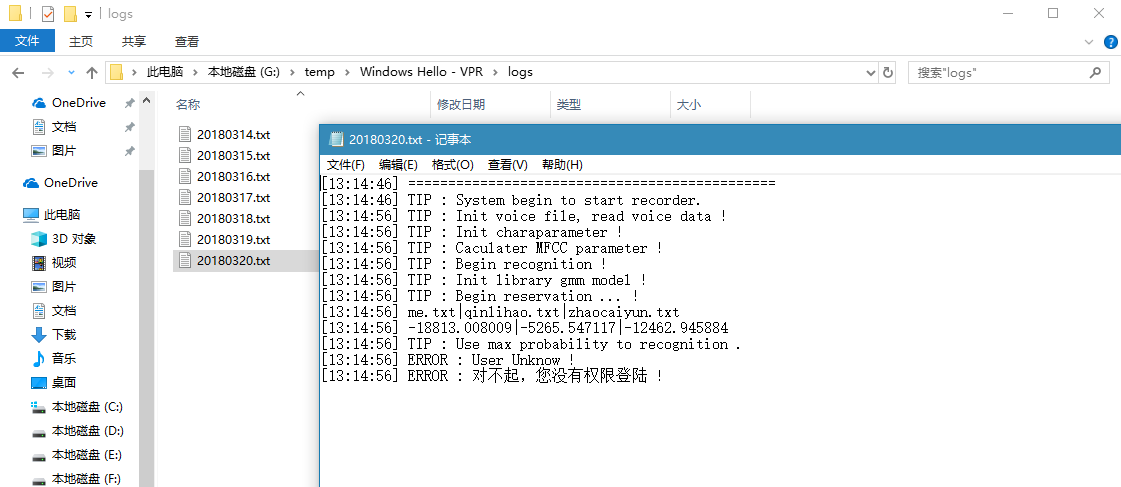 logs
文件 主页 共享 查看
此电脑 本地磁盘 (G:) temp Windows Hello - VPR logs 搜索"logs"
OneDrive
文档
图片
OneDrive
此电脑
3D 对象
视频
图片
文档
下载
音乐
桌面
本地磁盘 (C:)
本地磁盘 (D:)
本地磁盘 (E:)
本地磁盘 (F:)
名称 修改日期 类型 大小
20180314.txt
20180315.txt
20180316.txt
20180317.txt
20180318.txt
20180319.txt
20180320.txt
20180320.txt - 记事本
文件(F) 编辑(E) 格式(O) 查看(V) 帮助(H)
[13:14:46] ==============================================
[13:14:46] TIP : System begin to start recorder.
[13:14:56] TIP : Init voice file, read voice data !
[13:14:56] TIP : Init charaparameter !
[13:14:56] TIP : Caculater MFCC parameter !
[13:14:56] TIP : Begin recognition !
[13:14:56] TIP : Init library gmm model !
[13:14:56] TIP : Begin reservation ... !
[13:14:56] me.txt|qinlihao.txt|zhaocaiyun.txt
[13:14:56] -18813.008009|-5265.547117|-12462.945884
[13:14:56] TIP : Use max probability to recognition .
[13:14:56] ERROR : User Unknow !
[13:14:56] ERROR : 对不起，您没有权限登陆 !